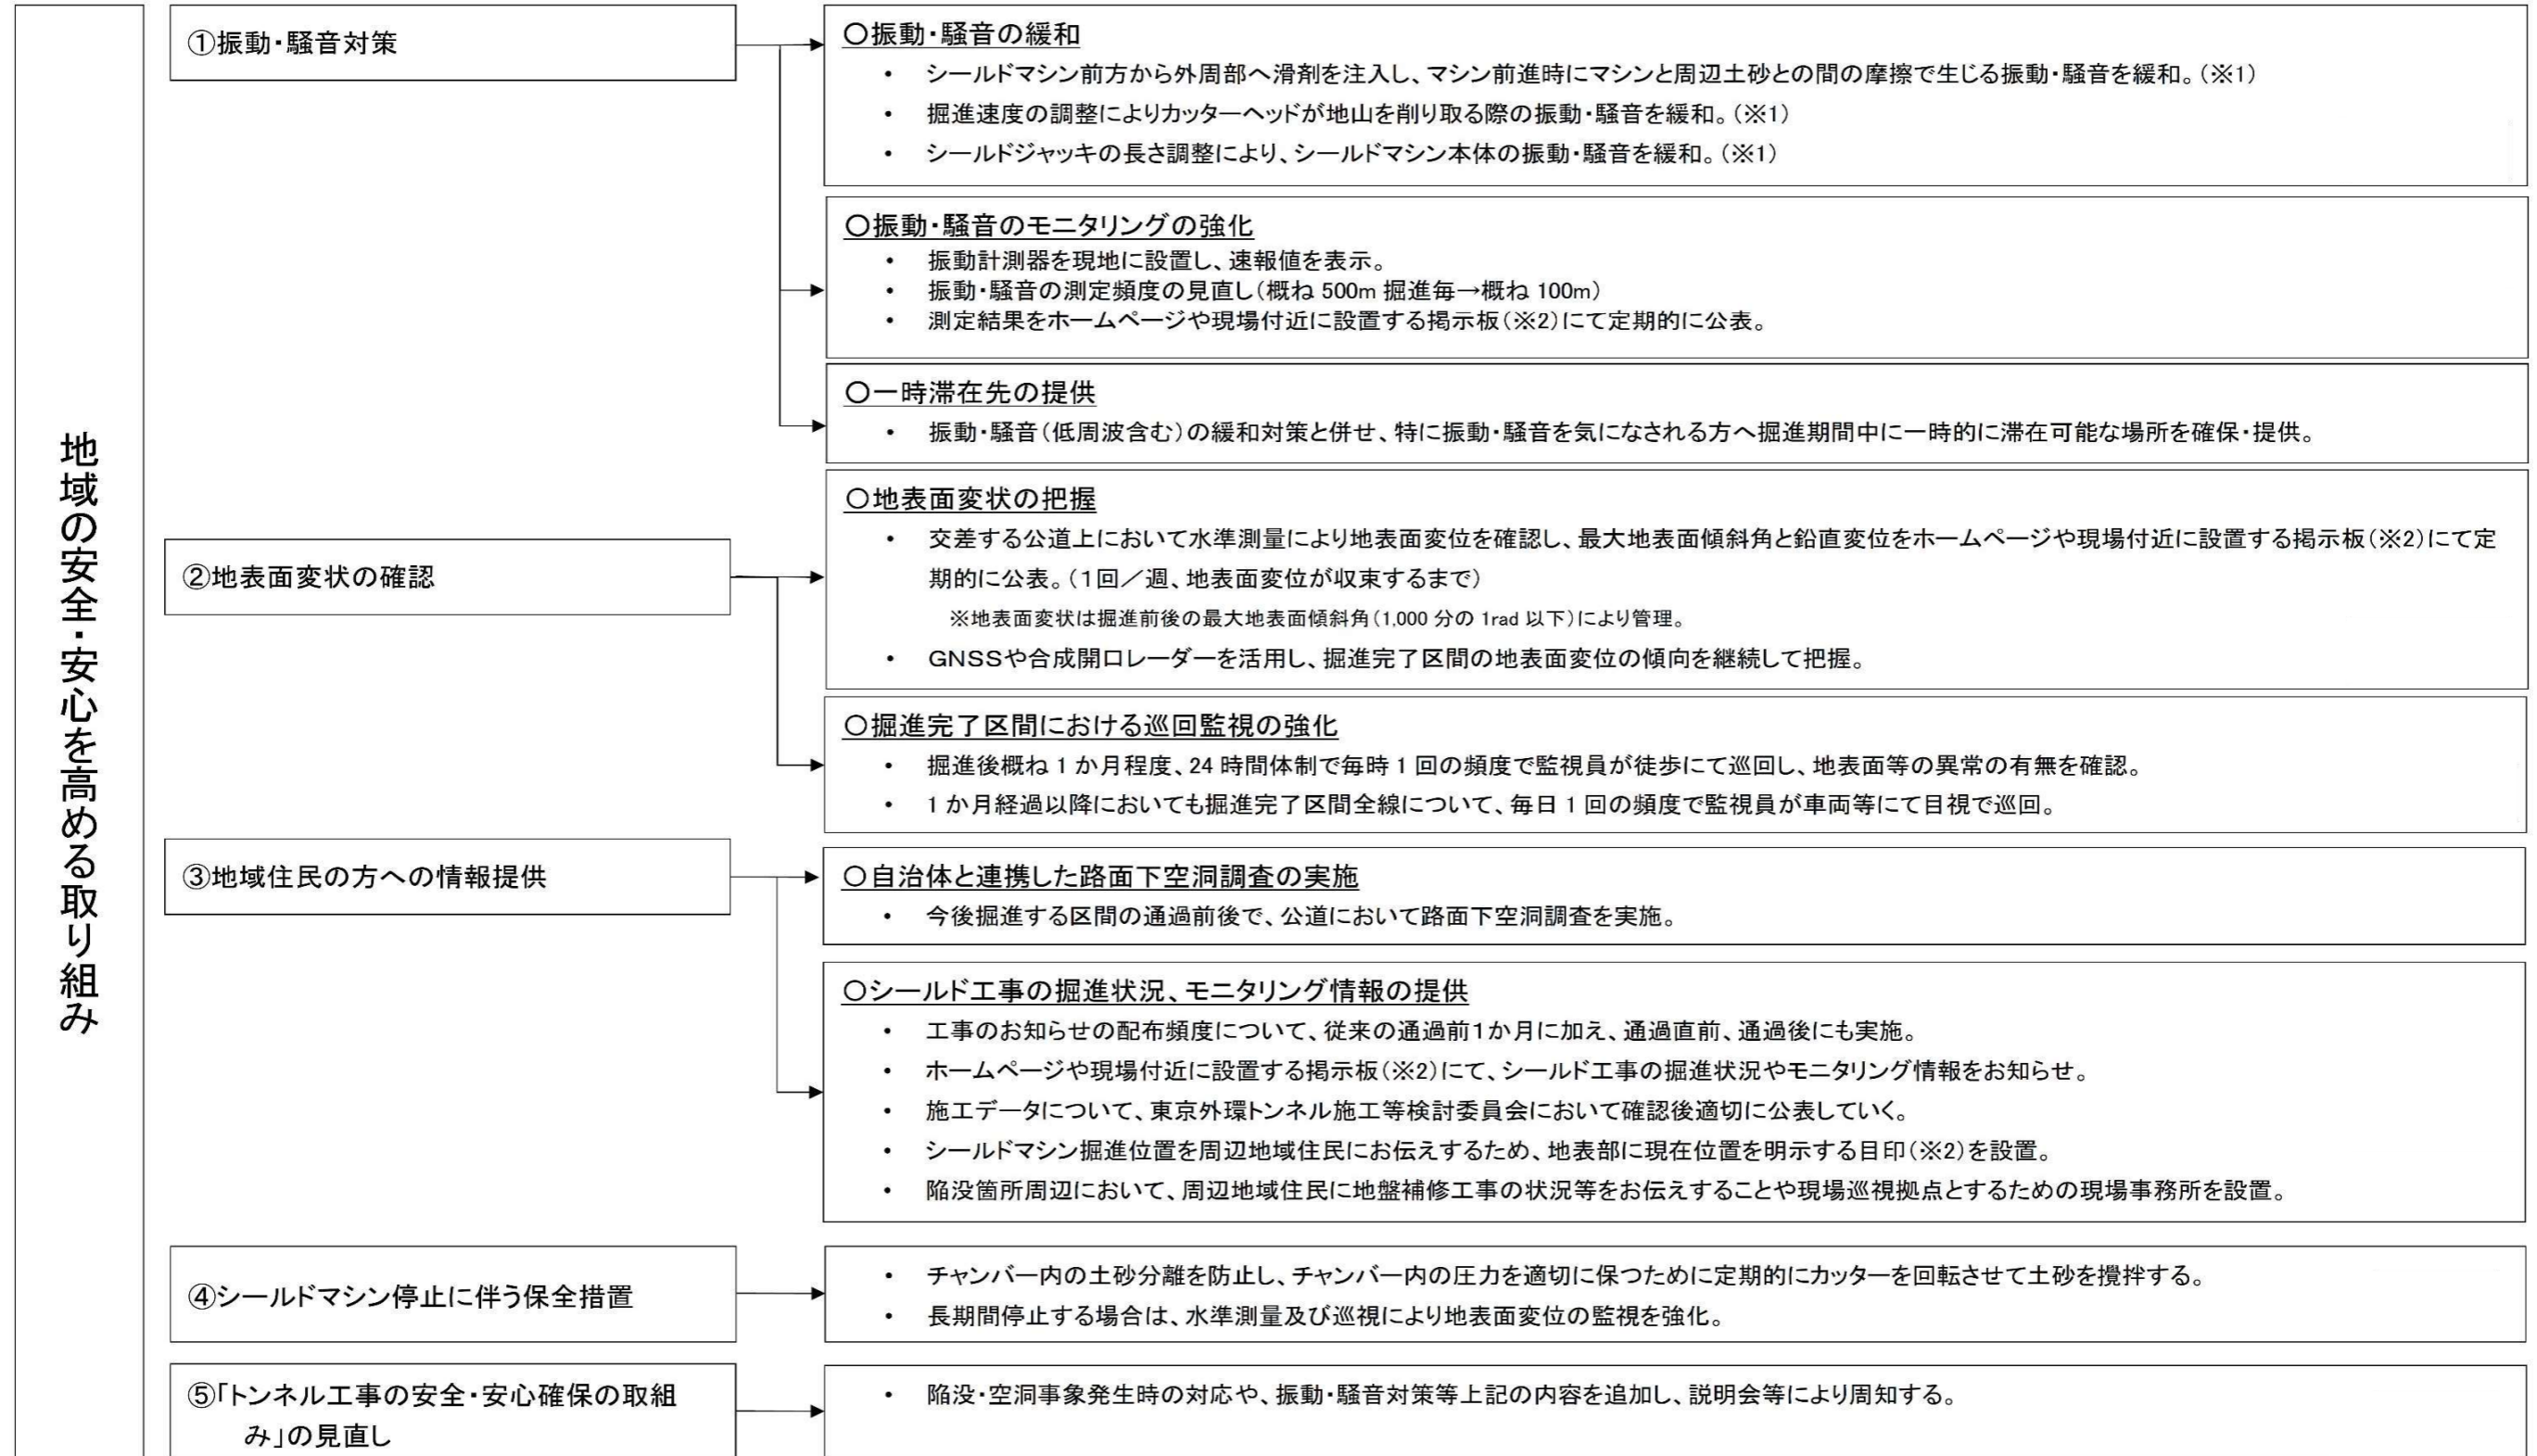 地域の安全・安心を高める取り組み
①振動・騒音対策
〇振動・騒音の緩和
・ シールドマシン前方から外周部へ滑剤を注入し、マシン前進時にマシンと周辺土砂との間の摩擦で生じる振動・騒音を緩和。(※1)
・ 掘進速度の調整によりカッターヘッドが地山を削り取る際の振動・騒音を緩和。(※1)
・ シールドジャッキの長さ調整により、シールドマシン本体の振動・騒音を緩和。(※1)
〇振動・騒音のモニタリングの強化
・ 振動計測器を現地に設置し、速報値を表示。
・ 振動・騒音の測定頻度の見直し(概ね 500m 掘進毎→概ね 100m)
・ 測定結果をホームページや現場付近に設置する掲示板(※2)にて定期的に公表。
〇一時滞在先の提供
・ 振動・騒音(低周波含む)の緩和対策と併せ、特に振動・騒音を気になされる方へ掘進期間中に一時的に滞在可能な場所を確保・提供。
②地表面変状の確認
〇地表面変状の把握
・ 交差する公道上において水準測量により地表面変位を確認し、最大地表面傾斜角と鉛直変位をホームページや現場付近に設置する掲示板(※2)にて定
期的に公表。(1回/週、地表面変位が収束するまで)
※地表面変状は掘進前後の最大地表面傾斜角(1,000 分の 1rad 以下)により管理。
・ GNSSや合成開口レーダーを活用し、掘進完了区間の地表面変位の傾向を継続して把握。
〇掘進完了区間における巡回監視の強化
・ 掘進後概ね 1 か月程度、24 時間体制で毎時 1 回の頻度で監視員が徒歩にて巡回し、地表面等の異常の有無を確認。
・ 1 か月経過以降においても掘進完了区間全線について、毎日 1 回の頻度で監視員が車両等にて目視で巡回。
③地域住民の方への情報提供
〇自治体と連携した路面下空洞調査の実施
・ 今後掘進する区間の通過前後で、公道において路面下空洞調査を実施。
〇シールド工事の掘進状況、モニタリング情報の提供
・ 工事のお知らせの配布頻度について、従来の通過前1か月に加え、通過直前、通過後にも実施。
・ ホームページや現場付近に設置する掲示板(※2)にて、シールド工事の掘進状況やモニタリング情報をお知らせ。
・ 施工データについて、東京外環トンネル施工等検討委員会において確認後適切に公表していく。
・ シールドマシン掘進位置を周辺地域住民にお伝えするため、地表部に現在位置を明示する目印(※2)を設置。
・ 陥没箇所周辺において、周辺地域住民に地盤補修工事の状況等をお伝えすることや現場巡視拠点とするための現場事務所を設置。
④シールドマシン停止に伴う保全措置
・ チャンバー内の土砂分離を防止し、チャンバー内の圧力を適切に保つために定期的にカッターを回転させて土砂を攪拌する。
・ 長期間停止する場合は、水準測量及び巡視により地表面変位の監視を強化。
⑤「トンネル工事の安全・安心確保の取組
み」の見直し
・ 陥没・空洞事象発生時の対応や、振動・騒音対策等上記の内容を追加し、説明会等により周知する。